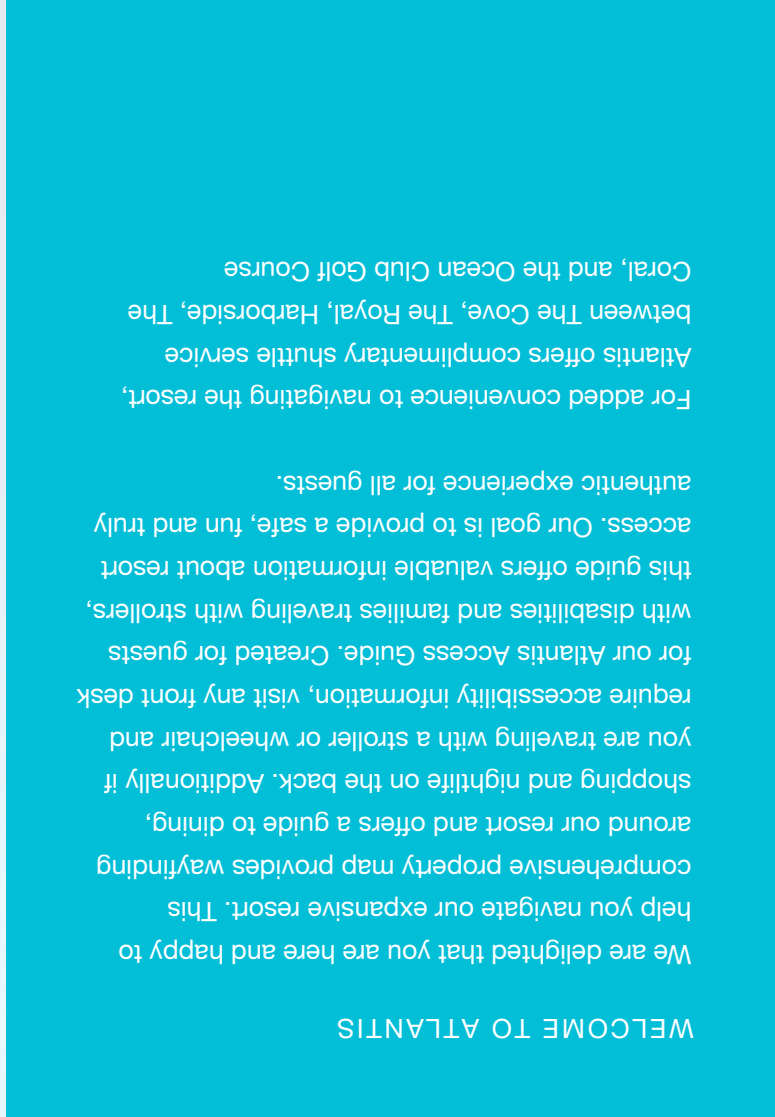 WELCOME TO ATLANTIS
We are delighted that you are here and happy to
help you navigate our expansive resort. This
comprehensive property map provides wayfinding
around our resort and offers a guide to dining,
shopping and nightlife on the back. Additionally if
you are traveling with a stroller or wheelchair and
require accessibility information, visit any front desk
for our Atlantis Access Guide. Created for guests
with disabilities and families traveling with strollers,
this guide offers valuable information about resort
access. Our goal is to provide a safe, fun and truly
authentic experience for all guests.
For added convenience to navigating the resort,
Atlantis offers complimentary shuttle service
between The Cove, The Royal, Harborside, The
Coral, and the Ocean Club Golf Course